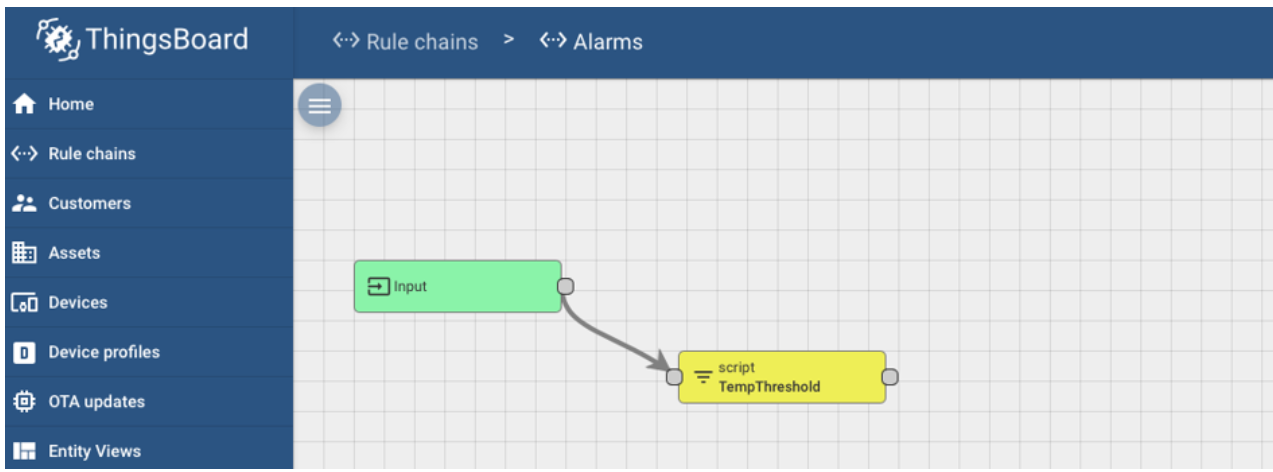 ThingsBoard
Rule chains > Alarms
Home
Rule chains
Customers
Assets
Devices
Device profiles
OTA updates
Entity Views
Input
script
TempThreshold